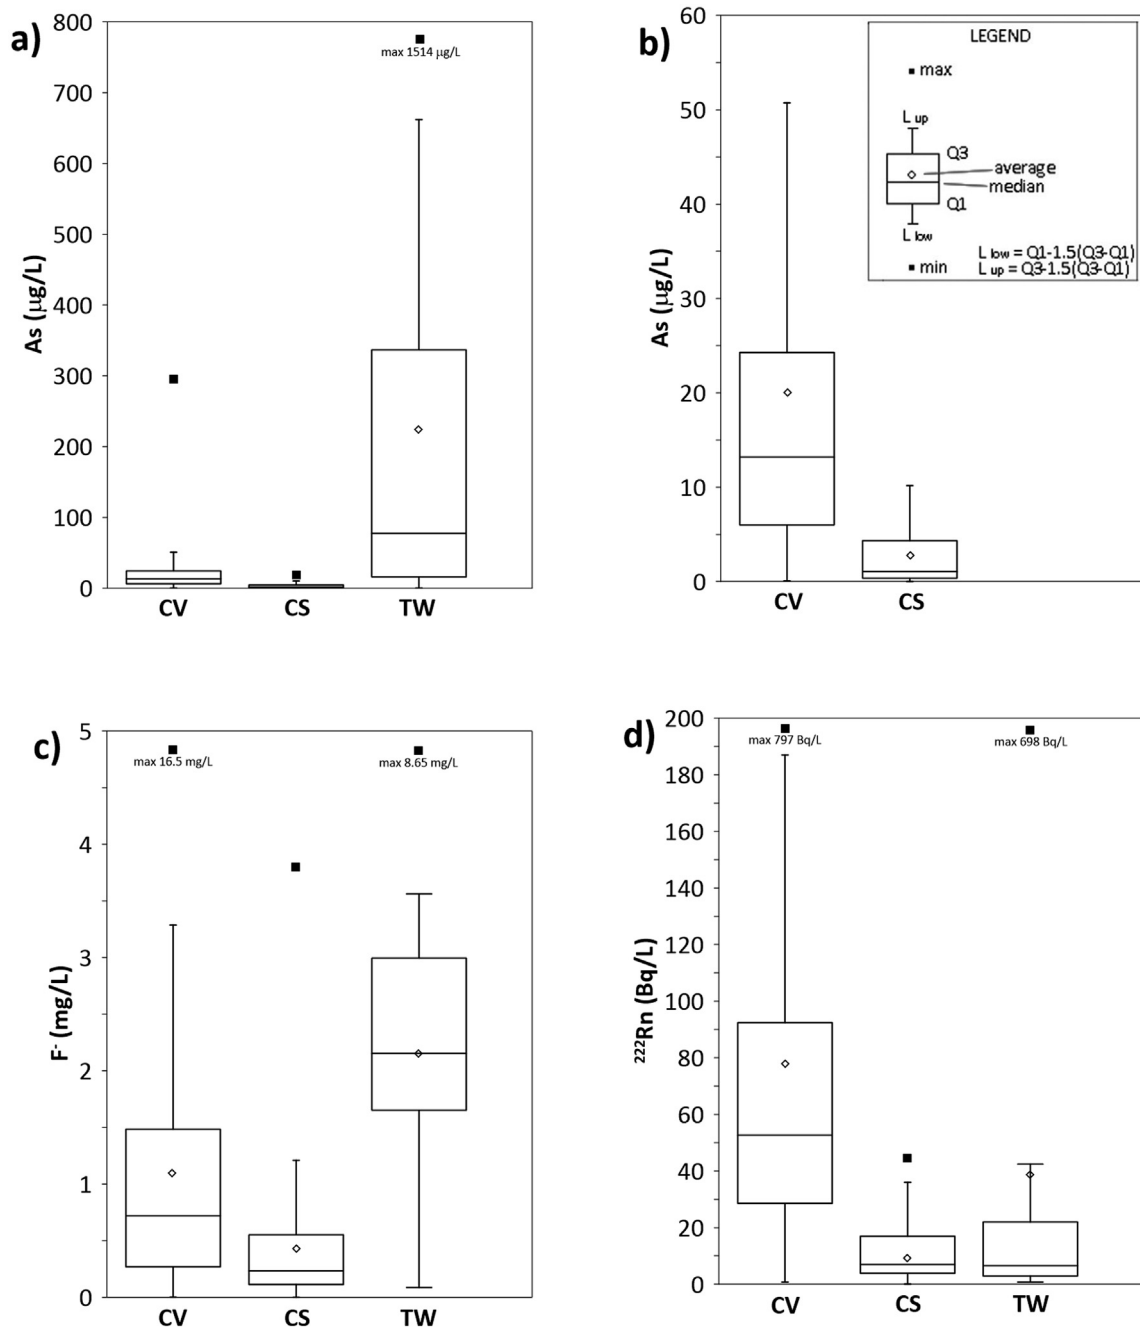 a)
800
700
600
500
400
300
200
100
0
As (µg/L)
max 1514 µg/L
CV
CS
TW
b)
60
50
40
30
20
10
0
As (µg/L)
LEGEND
max
L up
Q3
average
median
Q1
L low
min
L low = Q1-1.5(Q3-Q1)
L up = Q3-1.5(Q3-Q1)
CV
CS
c)
5
4
3
2
1
0
F- (mg/L)
max 16.5 mg/L
max 8.65 mg/L
CV
CS
TW
d)
200
180
160
140
120
100
80
60
40
20
0
222Rn (Bq/L)
max 797 Bq/L
max 698 Bq/L
CV
CS
TW